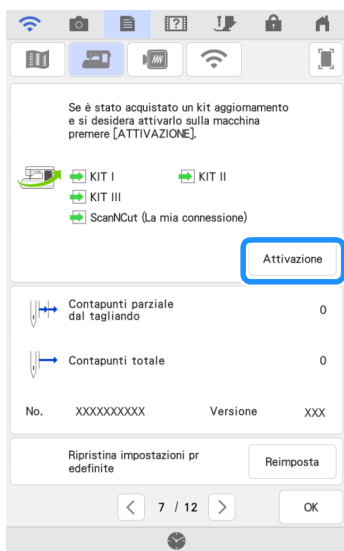 Se è stato acquistato un kit aggiornamento
e si desidera attivarlo sulla macchina
premere [ATTIVAZIONE].
KIT I KIT II
KIT III
ScanNCut (La mia connessione)
Attivazione
Contapunti parziale
dal tagliando 0
Contapunti totale 0
No. XXXXXXXXXX Versione XXX
Ripristina impostazioni pr
edefinite
Reimposta
< 7 / 12 >
OK